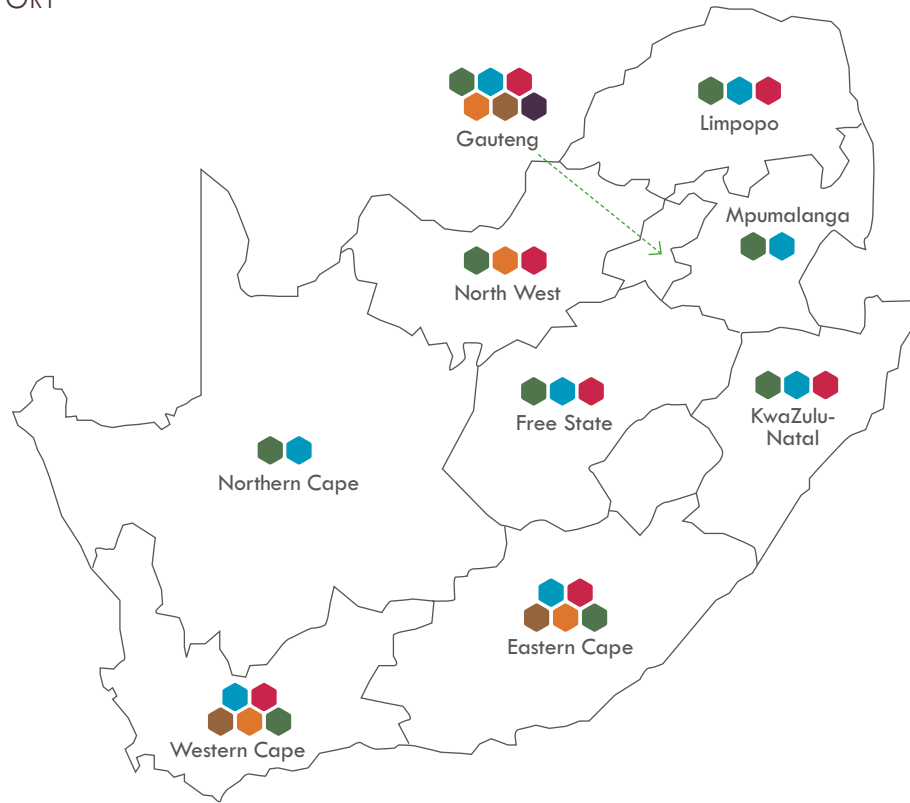 Gauteng
Limpopo
Mpumalanga
North West
Free State
KwaZulu-
Natal
Northern Cape
Eastern Cape
Western Cape